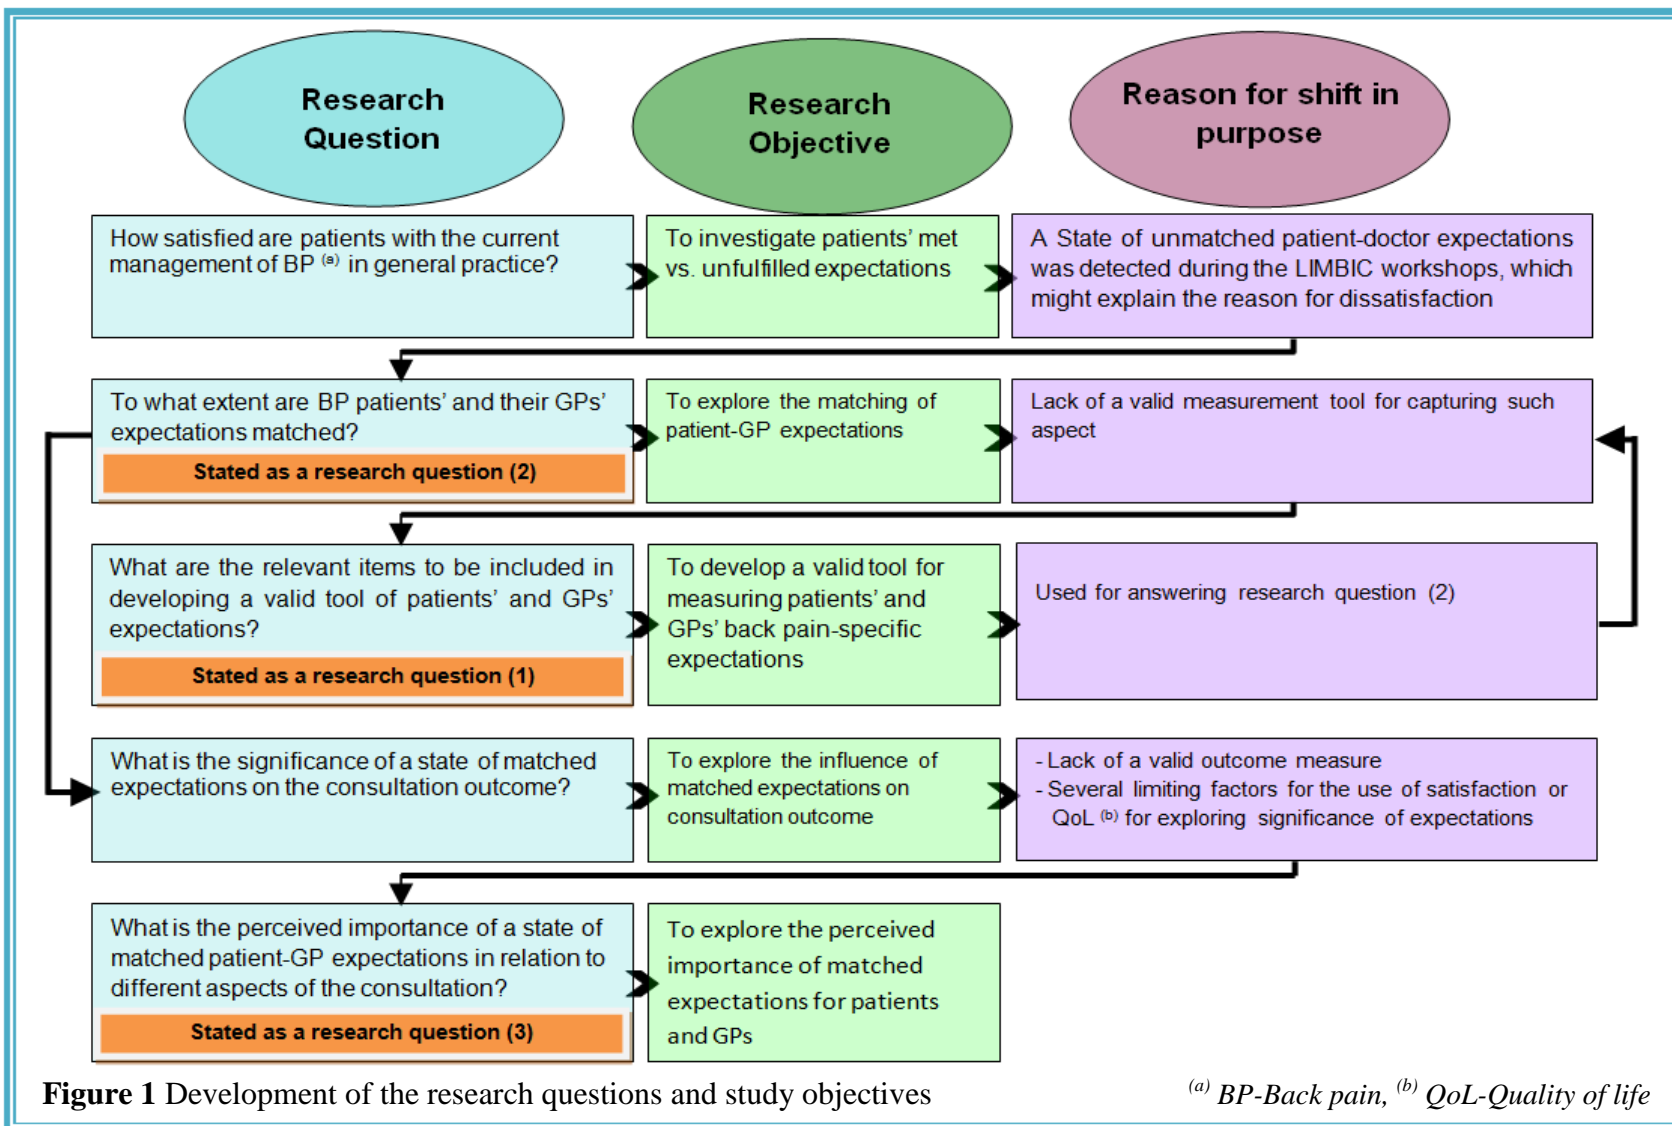 Research
Question
Research
Objective
Reason for shift in
purpose
How satisfied are patients with the current
management of BP (a) in general practice?
To investigate patients' met
vs. unfulfilled expectations
A State of unmatched patient-doctor expectations
was detected during the LIMBIC workshops, which
might explain the reason for dissatisfaction
To what extent are BP patients' and their GPs'
expectations matched?
Stated as a research question (2)
To explore the matching of
patient-GP expectations
Lack of a valid measurement tool for capturing such
aspect
What are the relevant items to be included in
developing a valid tool of patients' and GPs'
expectations?
Stated as a research question (1)
To develop a valid tool for
measuring patients' and
GPs' back pain-specific
expectations
Used for answering research question (2)
What is the significance of a state of matched
expectations on the consultation outcome?
To explore the influence of
matched expectations on
consultation outcome
- Lack of a valid outcome measure
- Several limiting factors for the use of satisfaction or
QoL (b) for exploring significance of expectations
What is the perceived importance of a state of
matched patient-GP expectations in relation to
different aspects of the consultation?
Stated as a research question (3)
To explore the perceived
importance of matched
expectations for patients
and GPs
Figure 1 Development of the research questions and study objectives
(a) BP-Back pain, (b) QoL-Quality of life